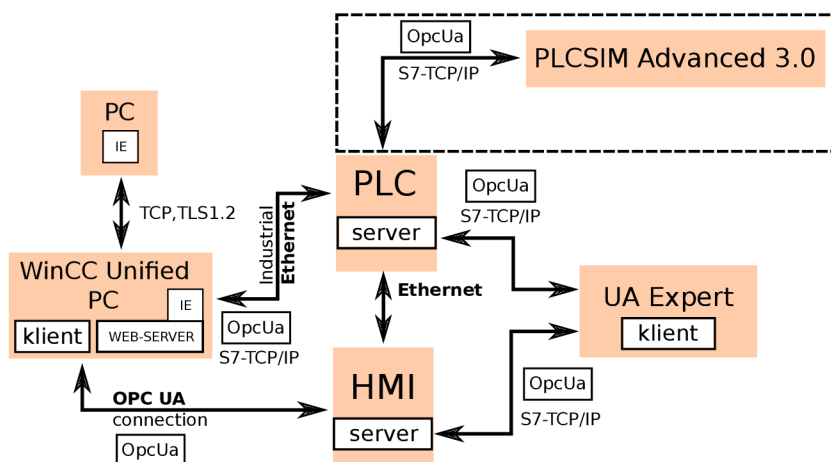 OpcUa
S7-TCP/IP
PLCSIM Advanced 3.0
PC
IE
TCP,TLS1.2
PLC
server
OpcUa
S7-TCP/IP
Industrial
Ethernet
WinCC Unified
PC
IE
klient
WEB-SERVER
OpcUa
S7-TCP/IP
Ethernet
UA Expert
klient
HMI
server
OpcUa
S7-TCP/IP
OPC UA
connection
OpcUa